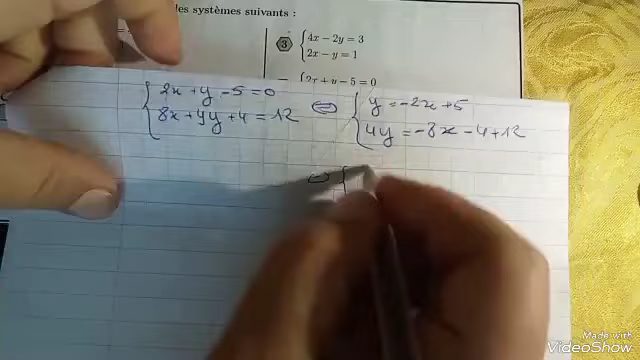 des systèmes suivants :
3 { 4x − 2y = 3
2x − y = 1
{ 2x + y − 5 = 0
{ 2x + y − 5 = 0 ⇔ { y = −2x + 5
8x + 4y + 4 = 12 4y = −8x − 4 + 12
⇔ {
Made with
VideoShow